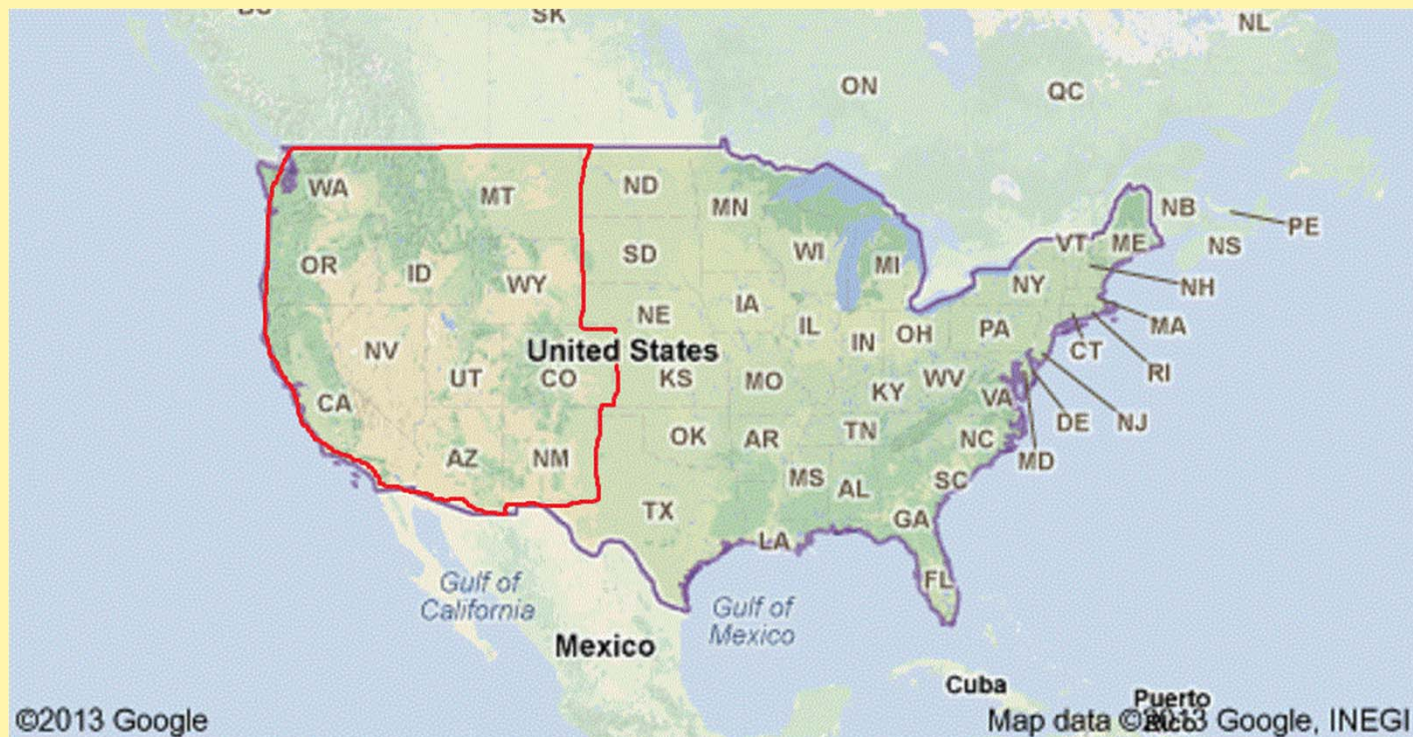 SK
NL
ON
QC
WA
MT
ND
MN
NB
PE
OR
ID
WY
SD
WI
MI
VT
ME
NS
NY
NH
NE
IA
IL
IN
OH
PA
MA
NV
UT
United States
CO
KS
MO
KY
WV
VA
CT
RI
CA
DE
NJ
AZ
NM
OK
AR
TN
NC
MD
MS
AL
SC
TX
LA
GA
FL
Gulf of
California
Gulf of
Mexico
Mexico
Cuba
Puerto
©2013 Google
Map data ©2013 Google, INEGI